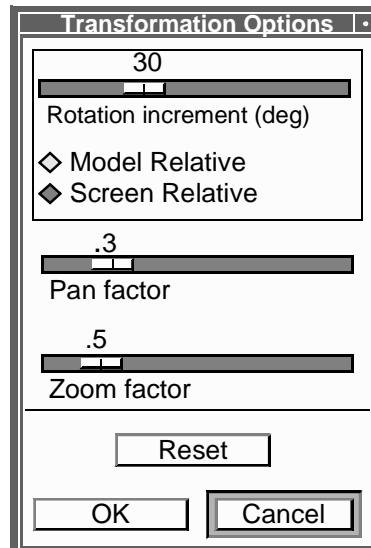 Transformation Options
30
Rotation increment (deg)
Model Relative
Screen Relative
.3
Pan factor
.5
Zoom factor
Reset
OK Cancel